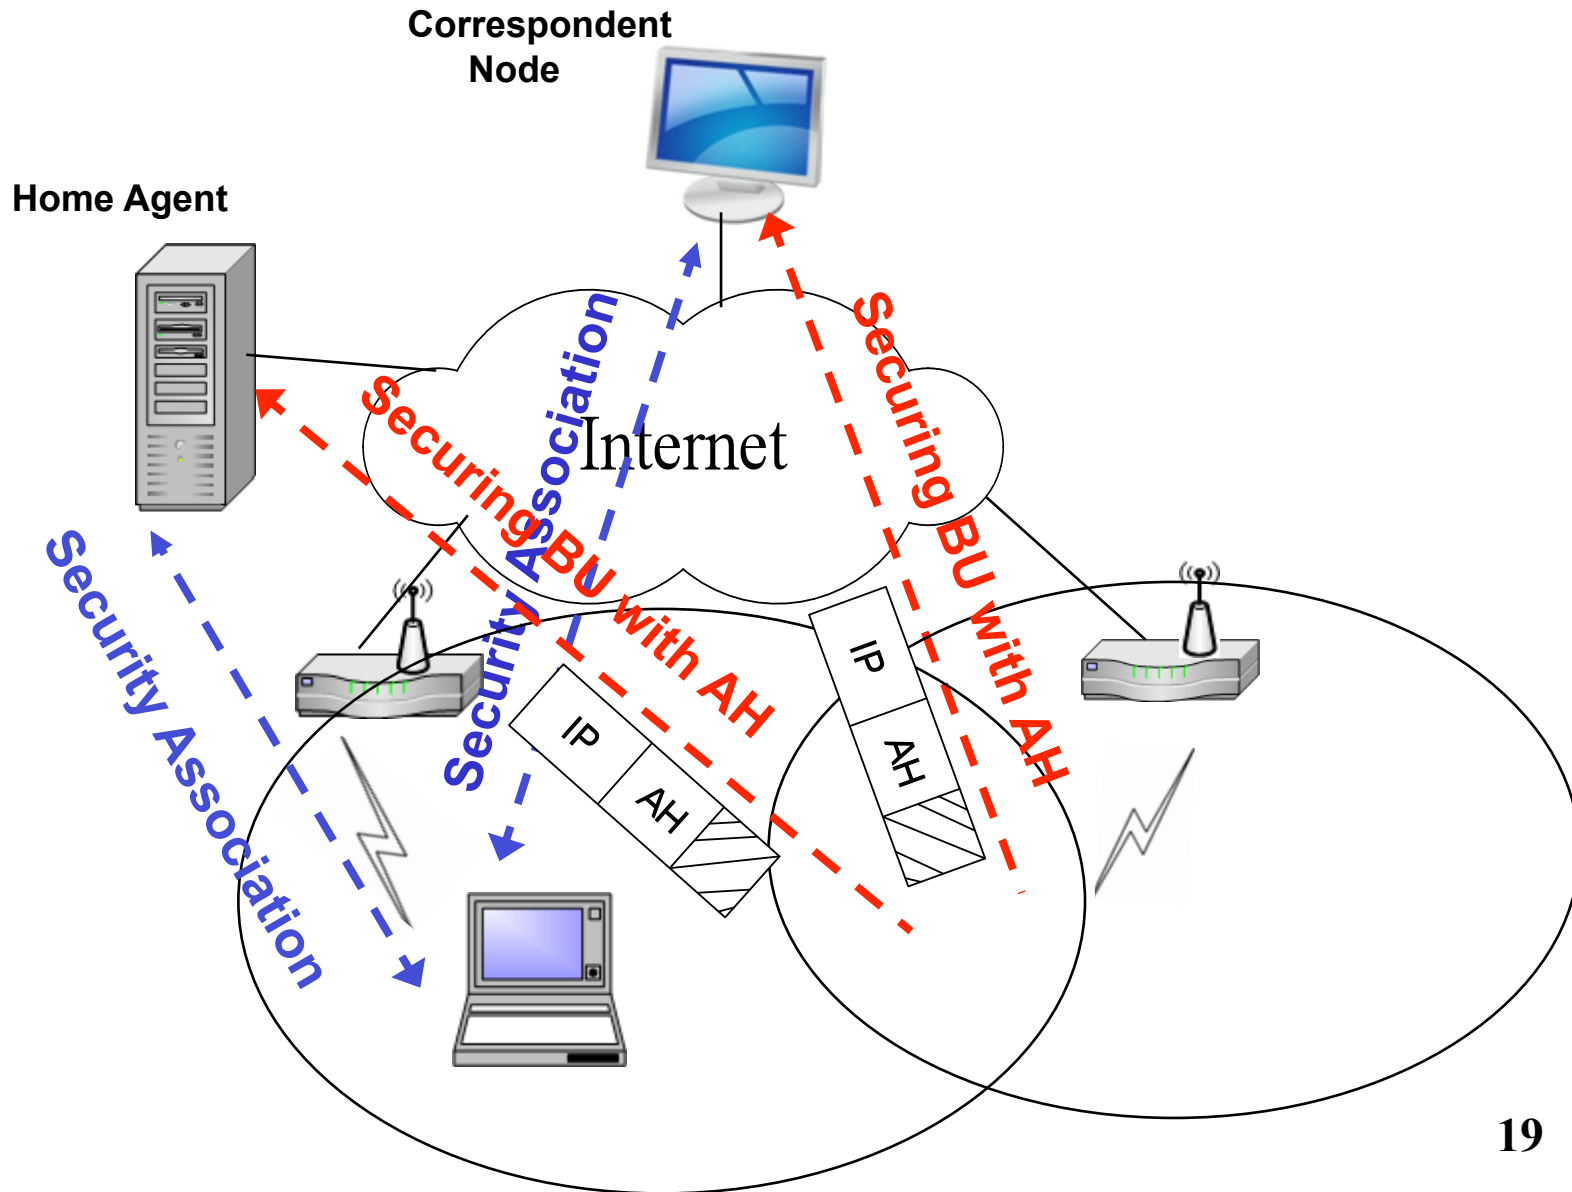 Correspondent
Node
Home Agent
Internet
Security Association
Security Association
Securing BU with AH
Securing BU with AH
IP
AH
IP
AH
19